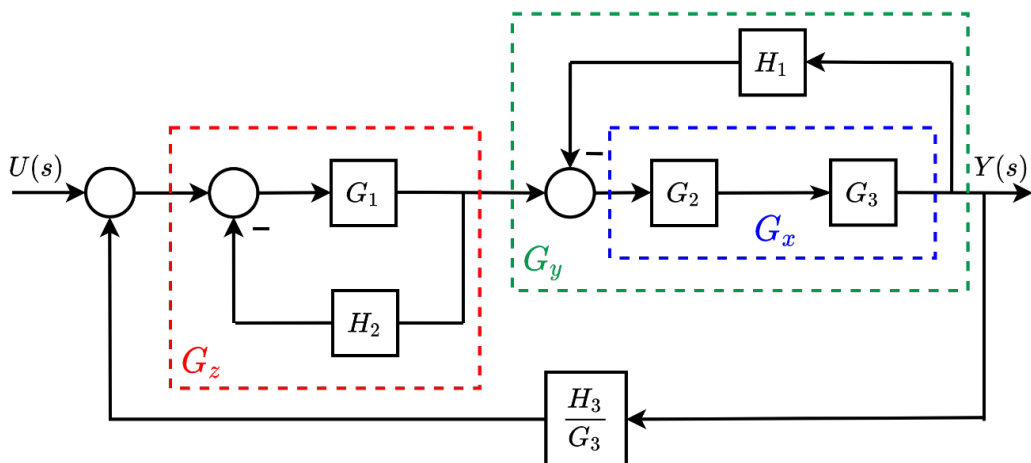 H₁
U(s)
G₁
−
G₂
G₃
Y(s)
−
Gₓ
G_y
H₂
G_z
H₃
G₃